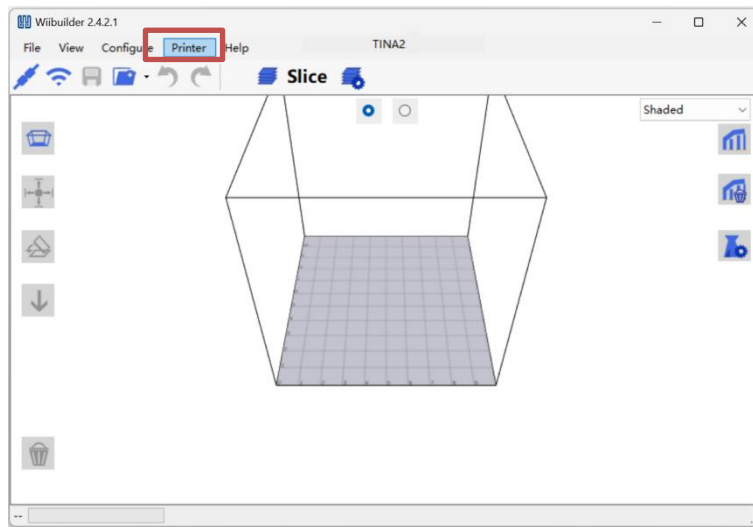 Wiibuilder 2.4.2.1
File View Configure Printer Help TINA2
Slice
Shaded
--